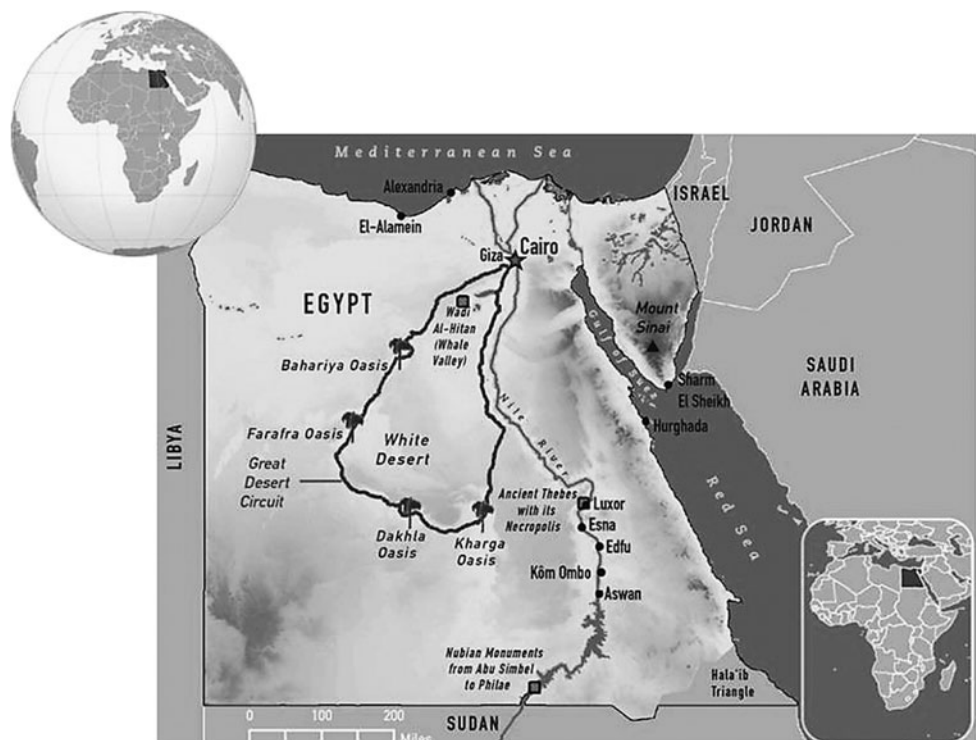 Mediterranean Sea
Alexandria
El-Alamein
ISRAEL
JORDAN
Giza
Cairo
EGYPT
Wadi
Al-Hitan
(Whale
Valley)
Mount
Sinai
Gulf of Suez
SAUDI
ARABIA
Bahariya Oasis
Sharm
El Sheikh
Hurghada
Nile
River
LIBYA
Farafra Oasis
White
Desert
Great
Desert
Circuit
Red Sea
Ancient Thebes
with its
Necropolis
Luxor
Esna
Edfu
Dakhla
Oasis
Kharga
Oasis
Kôm Ombo
Aswan
Nubian Monuments
from Abu Simbel
to Philae
Hala'ib
Triangle
SUDAN
0 100 200
Miles